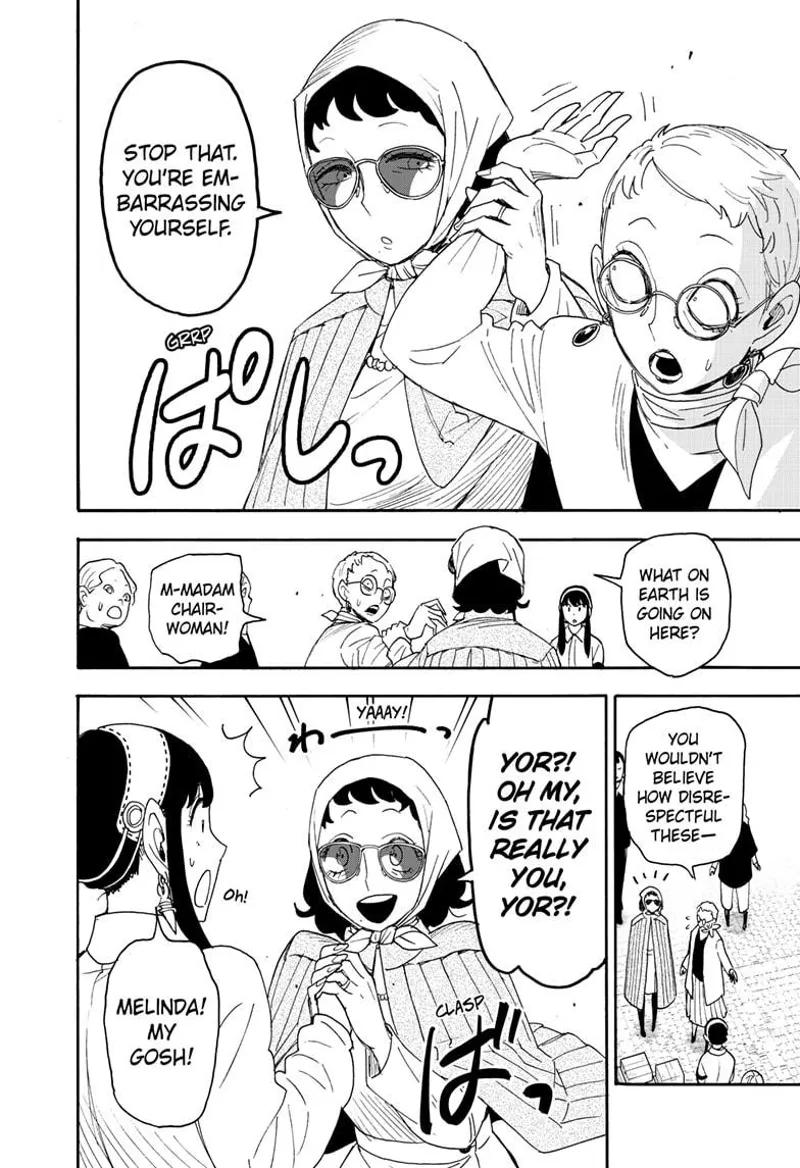 STOP THAT.
YOU'RE EM-
BARRASSING
YOURSELF.
GRRP
ぱしっ
WHAT ON
EARTH IS
GOING ON
HERE?
M-MADAM
CHAIR-
WOMAN!
YOU
WOULDN'T
BELIEVE
HOW DISRE-
SPECTFUL
THESE—
YOR?!
OH MY,
IS THAT
REALLY
YOU,
YOR?!
YAAAY!
わーー
CLASP
ばっ
Oh!
MELINDA!
MY
GOSH!